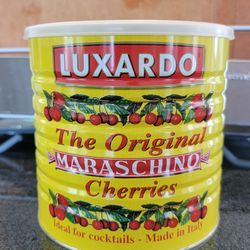 LUXARDO
The Original
MARASCHINO
Cherries
Ideal for cocktails - Made in Italy